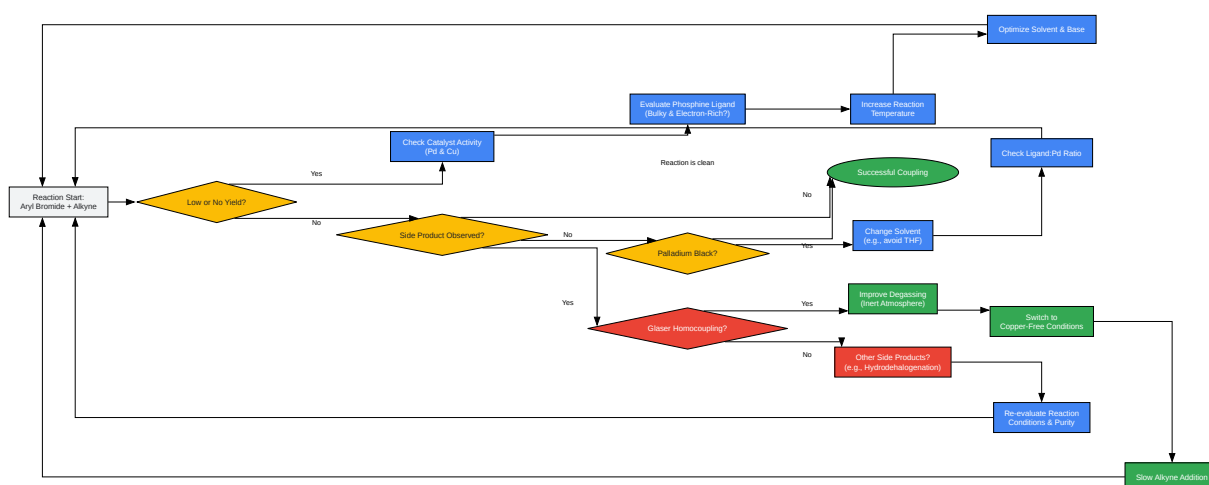 Optimize Solvent & Base
Evaluate Phosphine Ligand
(Bulky & Electron-Rich?)
Increase Reaction
Temperature
Check Catalyst Activity
(Pd & Cu)
Check Ligand:Pd Ratio
Reaction is clean
Yes
Successful Coupling
Reaction Start:
Aryl Bromide + Alkyne
Low or No Yield?
No
No
Side Product Observed?
No
Change Solvent
(e.g., avoid THF)
Palladium Black?
Yes
Yes
Improve Degassing
(Inert Atmosphere)
Yes
Switch to
Copper-Free Conditions
Glaser Homocoupling?
No
Other Side Products?
(e.g., Hydrodehalogenation)
Re-evaluate Reaction
Conditions & Purity
Slow Alkyne Addition